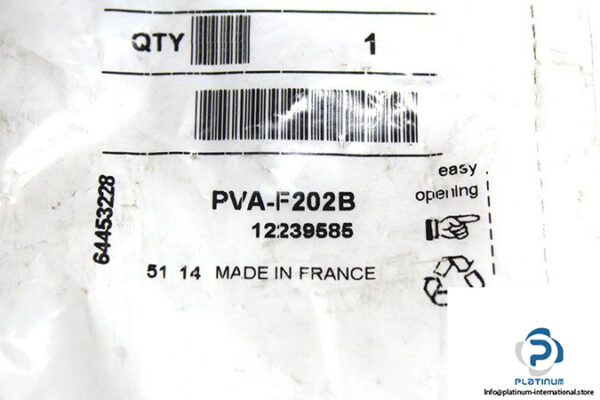 QTY 1
64453228
easy
opening
PVA-F202B
12239585
51 14 MADE IN FRANCE
PLATINUM
Info@platinum-international.store